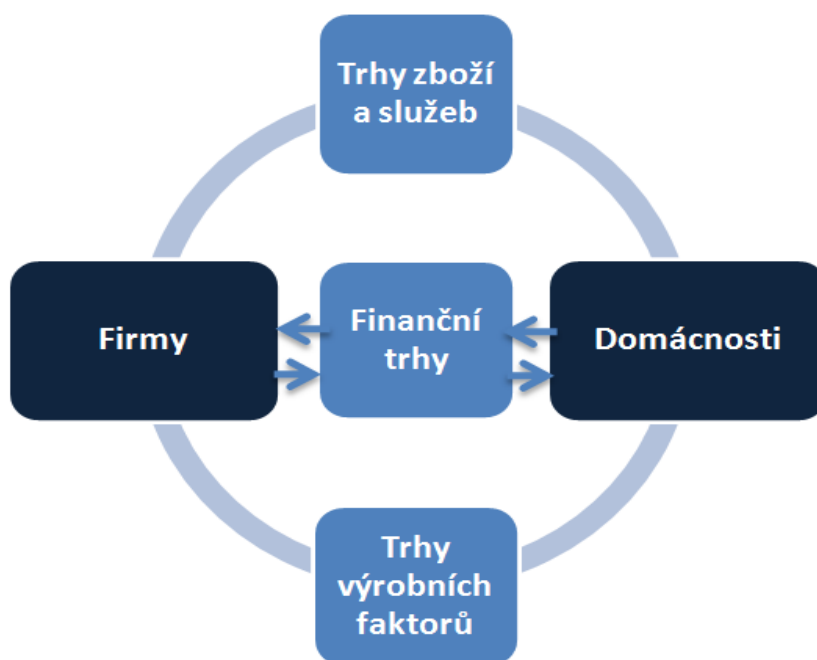 Trhy zboží
a služeb
Firmy
Finanční
trhy
Domácnosti
Trhy
výrobních
faktorů